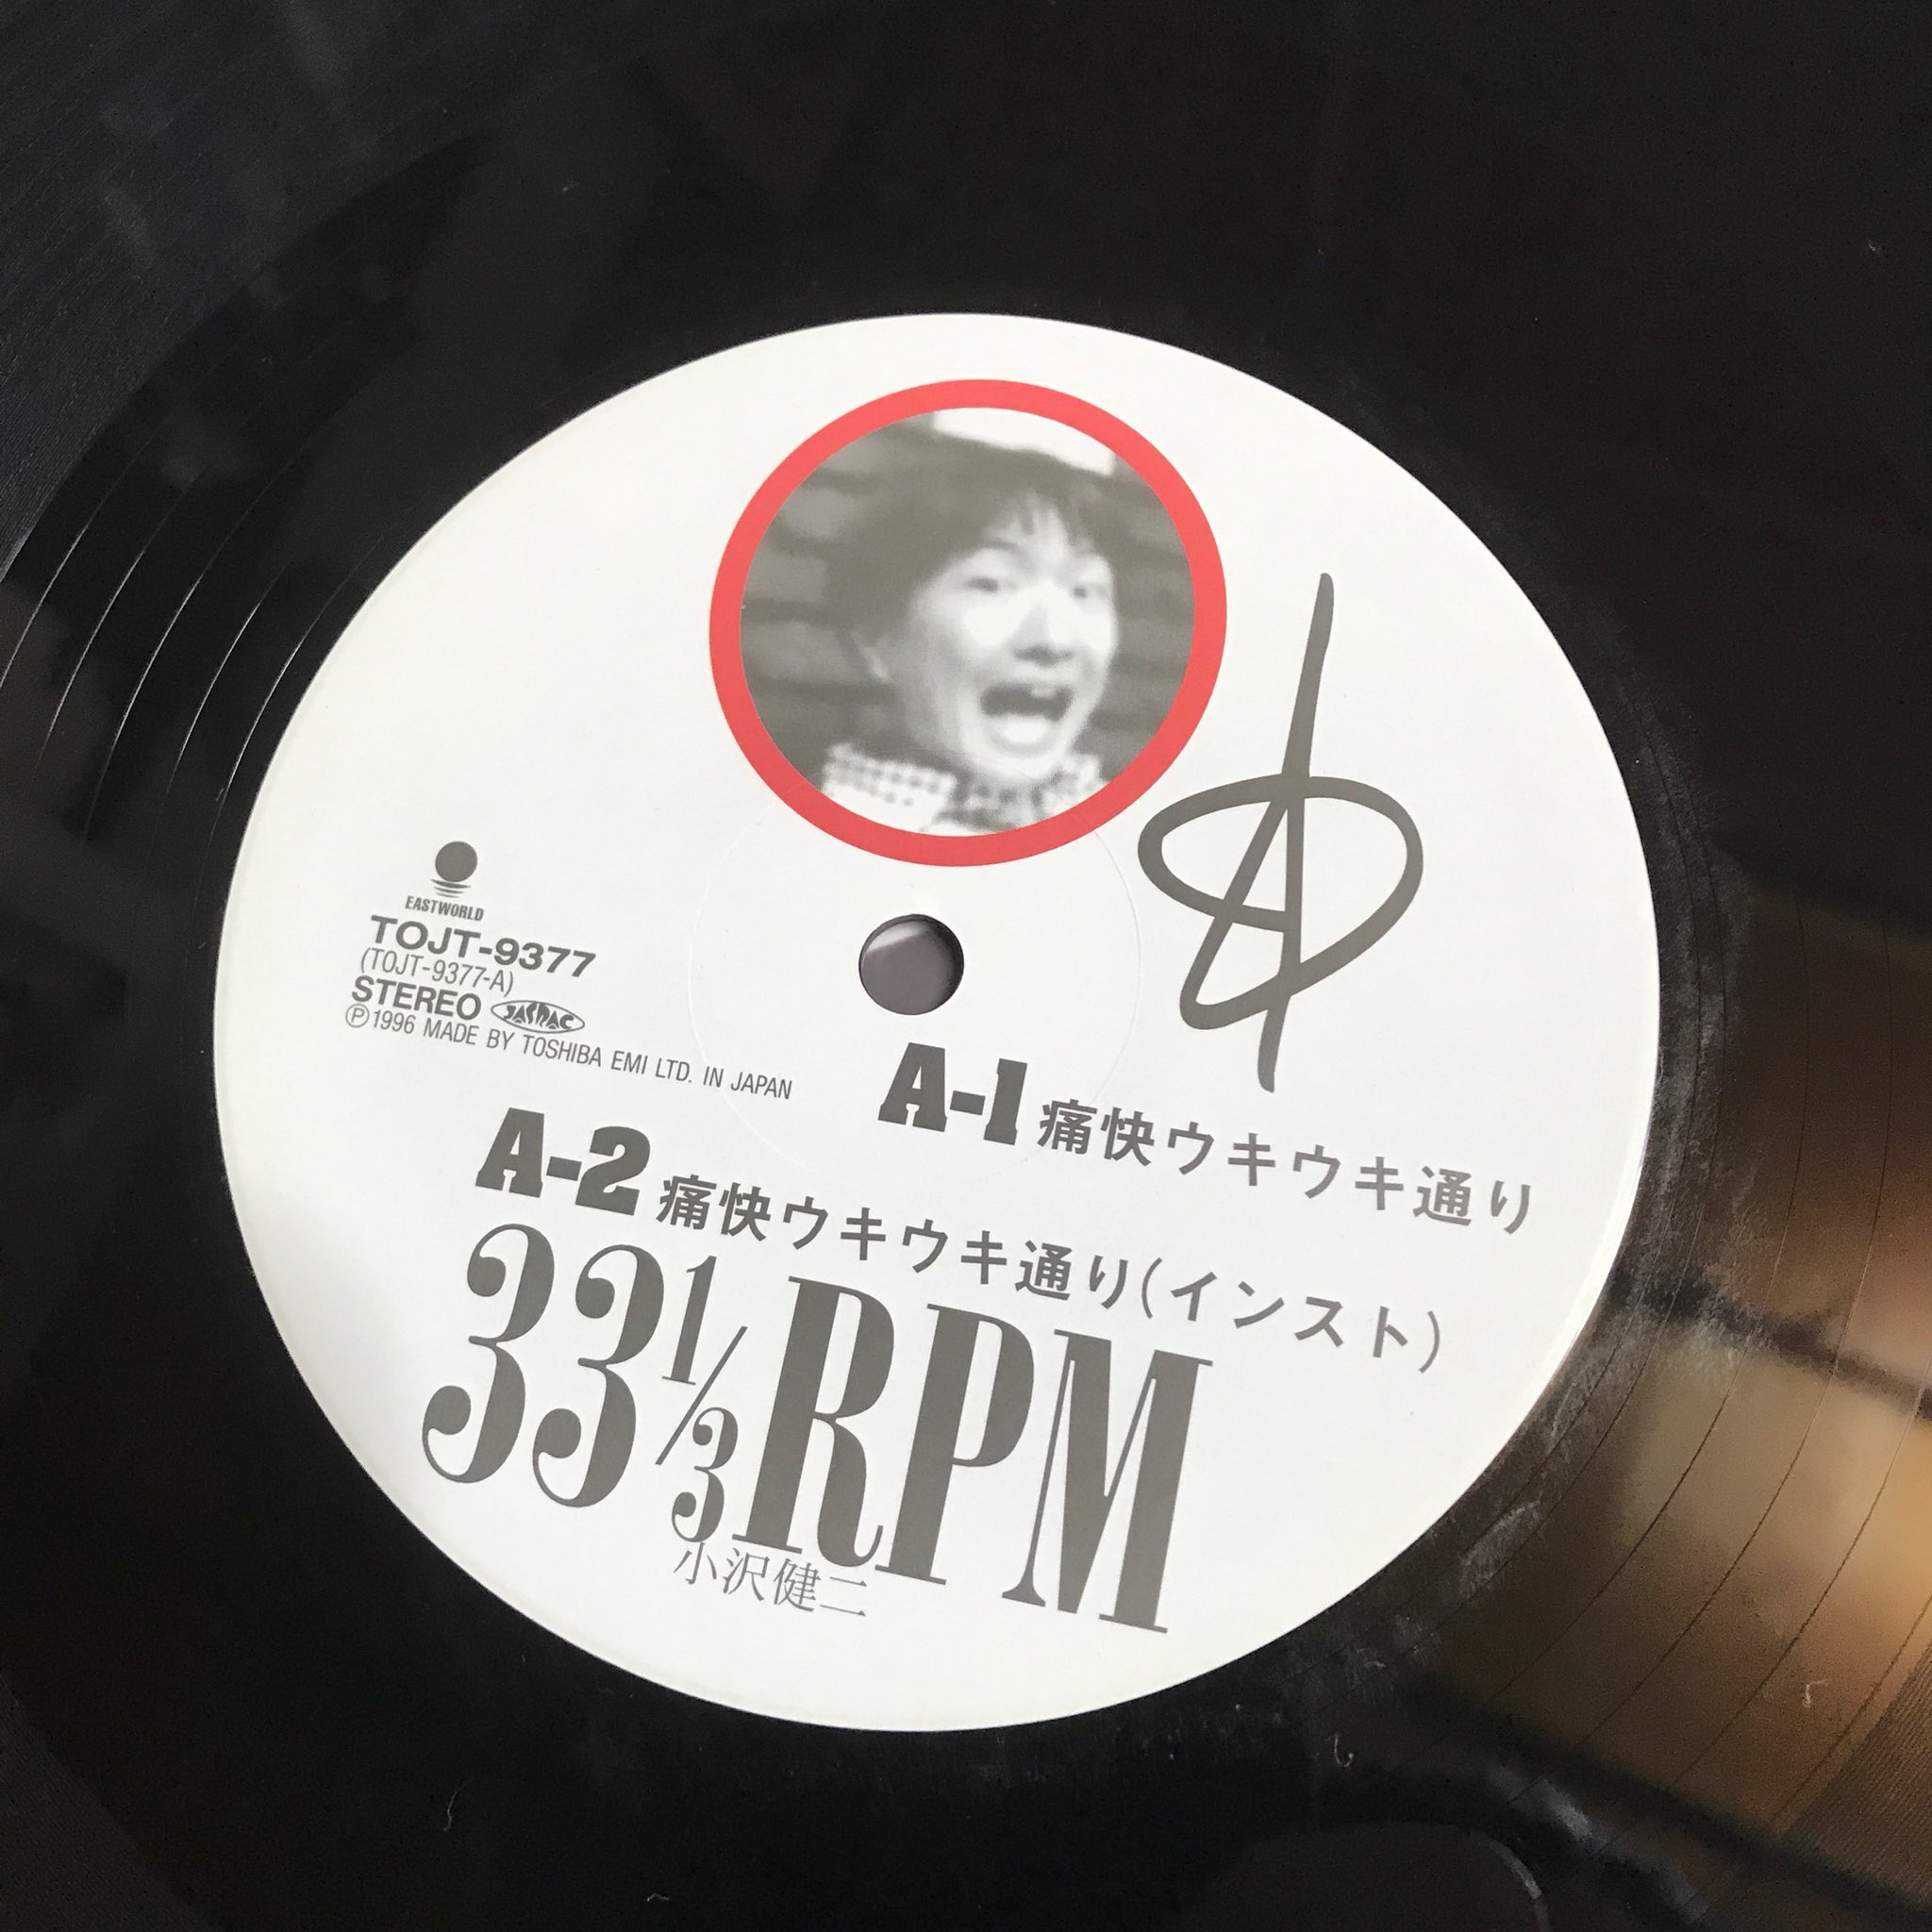 EASTWORLD
TOJT-9377
(TOJT-9377-A)
STEREO JASRAC
Ⓟ1996 MADE BY TOSHIBA EMI LTD. IN JAPAN
A-1 痛快ウキウキ通り
A-2 痛快ウキウキ通り(インスト)
33 1/3 RPM
小沢健二